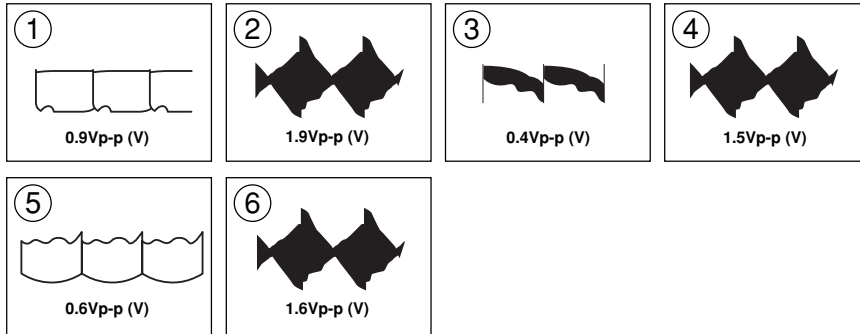 1
2
3
4
0.9Vp-p (V)
1.9Vp-p (V)
0.4Vp-p (V)
1.5Vp-p (V)
5
6
0.6Vp-p (V)
1.6Vp-p (V)